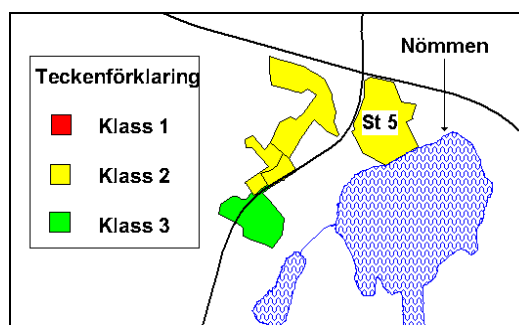 Nömmen
Teckenförklaring
Klass 1
Klass 2
Klass 3
St 5